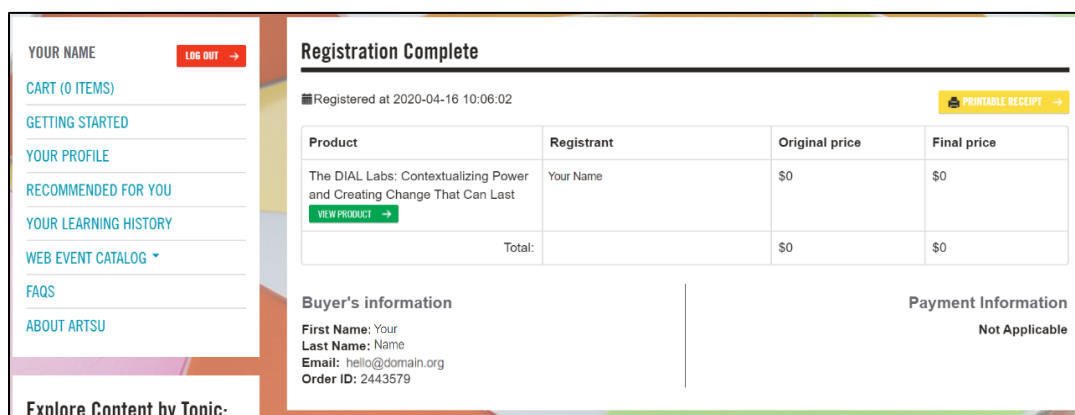 YOUR NAME
LOG OUT →
CART (0 ITEMS)
GETTING STARTED
YOUR PROFILE
RECOMMENDED FOR YOU
YOUR LEARNING HISTORY
WEB EVENT CATALOG
FAQS
ABOUT ARTSU
Explore Content by Topic:
Registration Complete
Registered at 2020-04-16 10:06:02
PRINTABLE RECEIPT →
Product Registrant Original price Final price
The DIAL Labs: Contextualizing Power Your Name $0 $0
and Creating Change That Can Last
VIEW PRODUCT →
Total: $0 $0
Buyer's information
First Name: Your
Last Name: Name
Email: hello@domain.org
Order ID: 2443579
Payment Information
Not Applicable